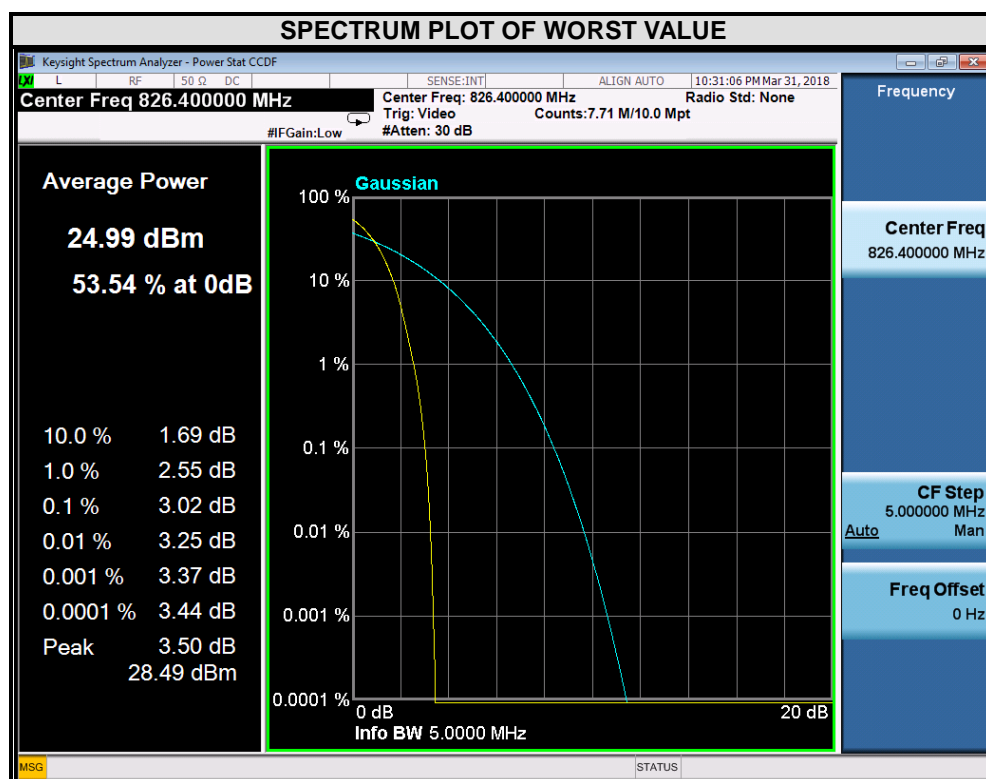 SPECTRUM PLOT OF WORST VALUE
Keysight Spectrum Analyzer - Power Stat CCDF
LXI L RF 50 Ω DC SENSE:INT ALIGN AUTO 10:31:06 PM Mar 31, 2018
Center Freq 826.400000 MHz
Center Freq: 826.400000 MHz Radio Std: None
Trig: Video Counts:7.71 M/10.0 Mpt
#IFGain:Low #Atten: 30 dB
Average Power
24.99 dBm
53.54 % at 0dB
10.0 % 1.69 dB
1.0 % 2.55 dB
0.1 % 3.02 dB
0.01 % 3.25 dB
0.001 % 3.37 dB
0.0001 % 3.44 dB
Peak 3.50 dB
28.49 dBm
Gaussian
100 %
10 %
1 %
0.1 %
0.01 %
0.001 %
0.0001 %
0 dB 20 dB
Info BW 5.0000 MHz
Frequency
Center Freq
826.400000 MHz
CF Step
5.000000 MHz
Auto Man
Freq Offset
0 Hz
MSG STATUS